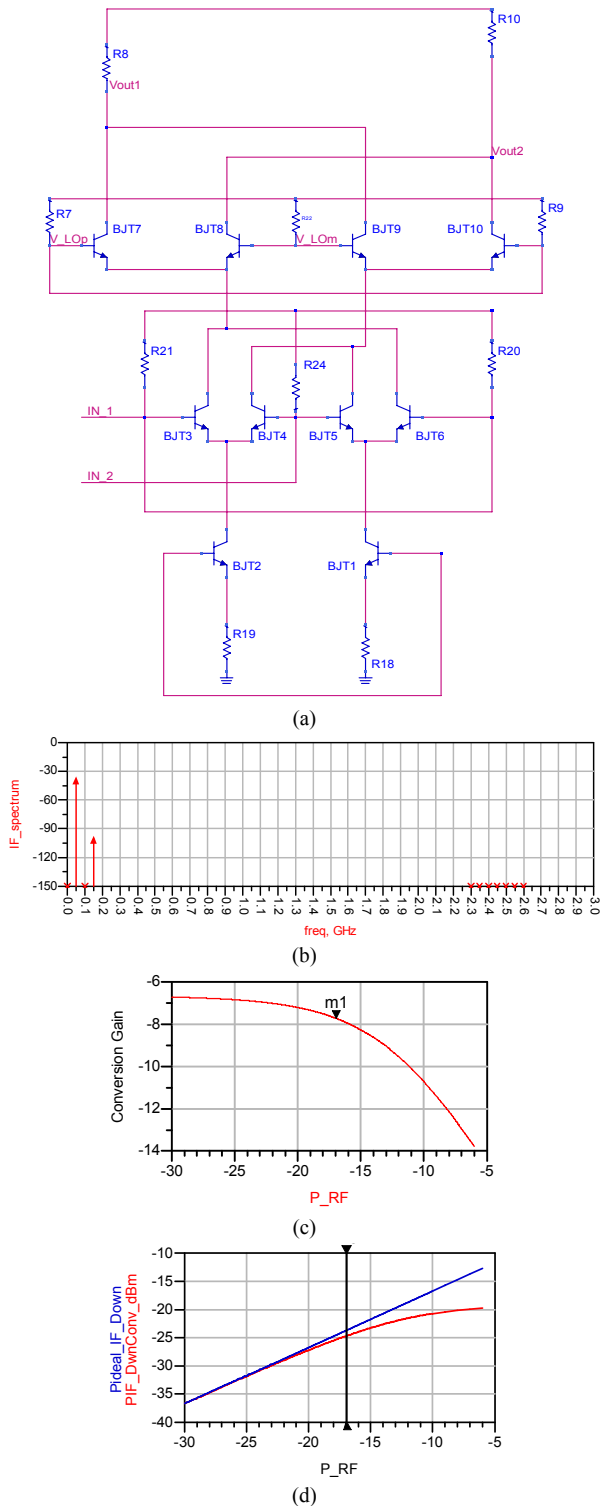 R10
R8
Vout1
Vout2
R7
R22
R9
BJT7
BJT8
BJT9
BJT10
V_LOp
V_LOm
R21
R24
R20
IN_1
BJT3
BJT4
BJT5
BJT6
IN_2
BJT2
BJT1
R19
R18
(a)
IF_spectrum
0
-30
-60
-90
-120
-150
0.0 0.1 0.2 0.3 0.4 0.5 0.6 0.7 0.8 0.9 1.0 1.1 1.2 1.3 1.4 1.5 1.6 1.7 1.8 1.9 2.0 2.1 2.2 2.3 2.4 2.5 2.6 2.7 2.8 2.9 3.0
freq, GHz
(b)
Conversion Gain
-6
-8
-10
-12
-14
m1
-30 -25 -20 -15 -10 -5
P_RF
(c)
Pideal_IF_Down
PIF_DwnConv_dBm
-10
-15
-20
-25
-30
-35
-40
-30 -25 -20 -15 -10 -5
P_RF
(d)